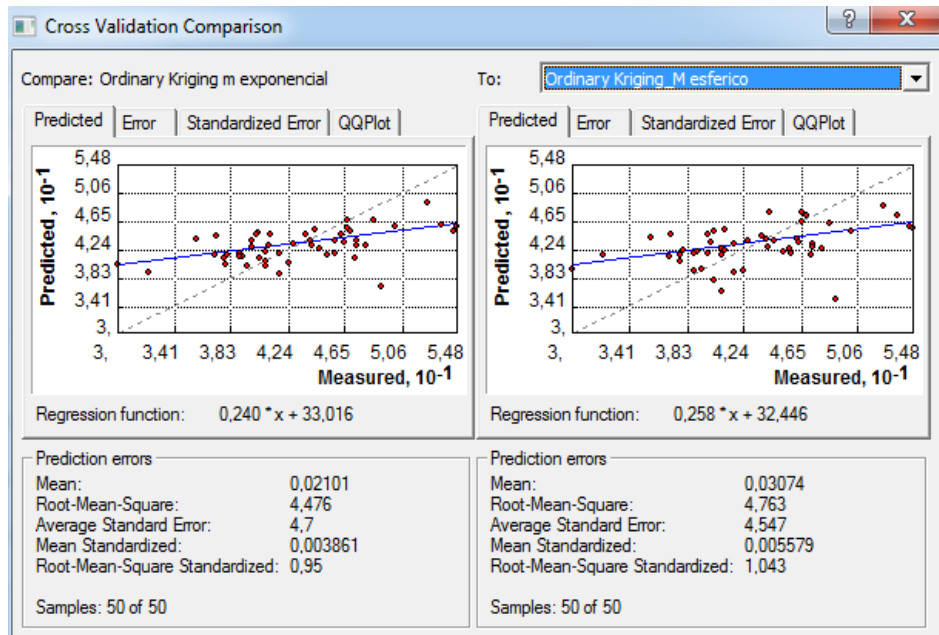 Cross Validation Comparison
?
X
Compare: Ordinary Kriging m exponencial
To:
Ordinary Kriging_M esferico
Predicted
Error
Standardized Error
QQPlot
Predicted, 10-1
5,48
5,06
4,65
4,24
3,83
3,41
3,
3, 3,41 3,83 4,24 4,65 5,06 5,48
Measured, 10-1
Regression function: 0,240 * x + 33,016
Prediction errors
Mean: 0,02101
Root-Mean-Square: 4,476
Average Standard Error: 4,7
Mean Standardized: 0,003861
Root-Mean-Square Standardized: 0,95
Samples: 50 of 50
Predicted
Error
Standardized Error
QQPlot
Predicted, 10-1
5,48
5,06
4,65
4,24
3,83
3,41
3,
3, 3,41 3,83 4,24 4,65 5,06 5,48
Measured, 10-1
Regression function: 0,258 * x + 32,446
Prediction errors
Mean: 0,03074
Root-Mean-Square: 4,763
Average Standard Error: 4,547
Mean Standardized: 0,005579
Root-Mean-Square Standardized: 1,043
Samples: 50 of 50